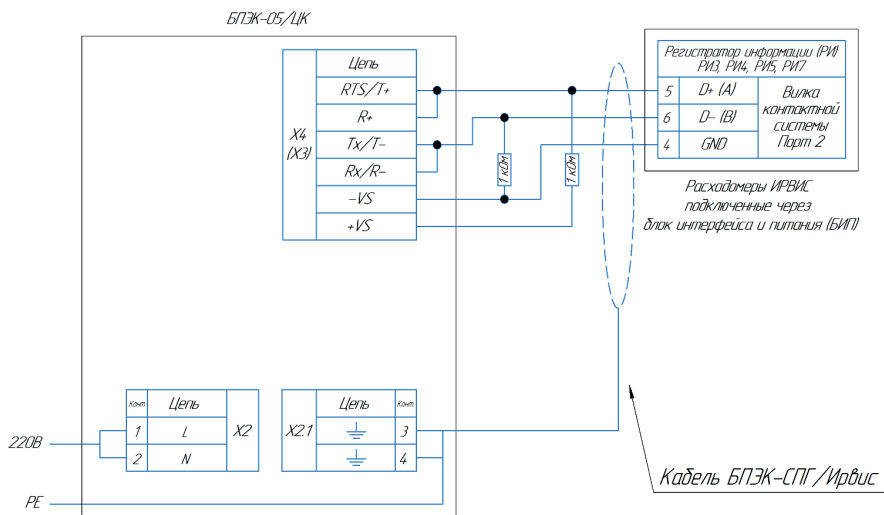 БПЭК-05/ЦК
Цепь
RTS/T+
R+
X4
(X3)
Tx/T-
Rx/R-
-VS
+VS
1 кОм
1 кОм
Регистратор информации (РИ)
РИ3, РИ4, РИ5, РИ7
5 D+ (A)
6 D- (B)
4 GND
Вилка
контактной
системы
Порт 2
Расходомеры ИРВИС
подключенные через
блок интерфейса и питания (БИП)
Конт. Цепь
1 L
2 N
X2
Цепь Конт.
X2.1
3
4
220В
PE
Кабель БПЭК-СПГ/Ирвис